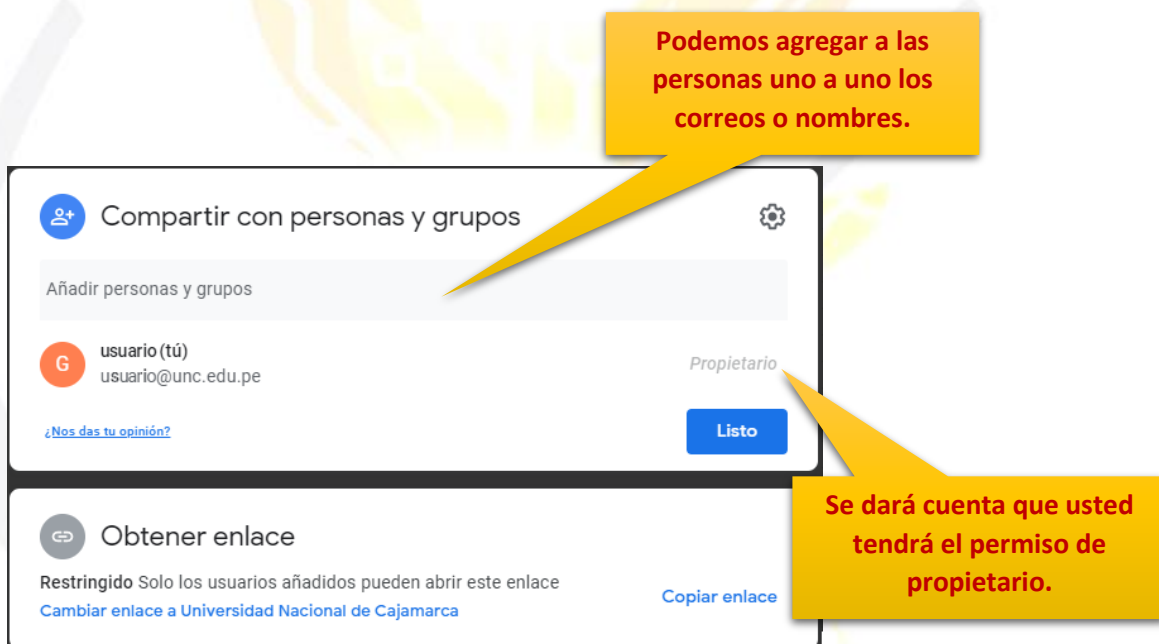 Podemos agregar a las
personas uno a uno los
correos o nombres.
Compartir con personas y grupos
Añadir personas y grupos
G
usuario (tú)
usuario@unc.edu.pe
Propietario
¿Nos das tu opinión?
Listo
Se dará cuenta que usted
tendrá el permiso de
propietario.
Obtener enlace
Restringido Solo los usuarios añadidos pueden abrir este enlace
Cambiar enlace a Universidad Nacional de Cajamarca
Copiar enlace